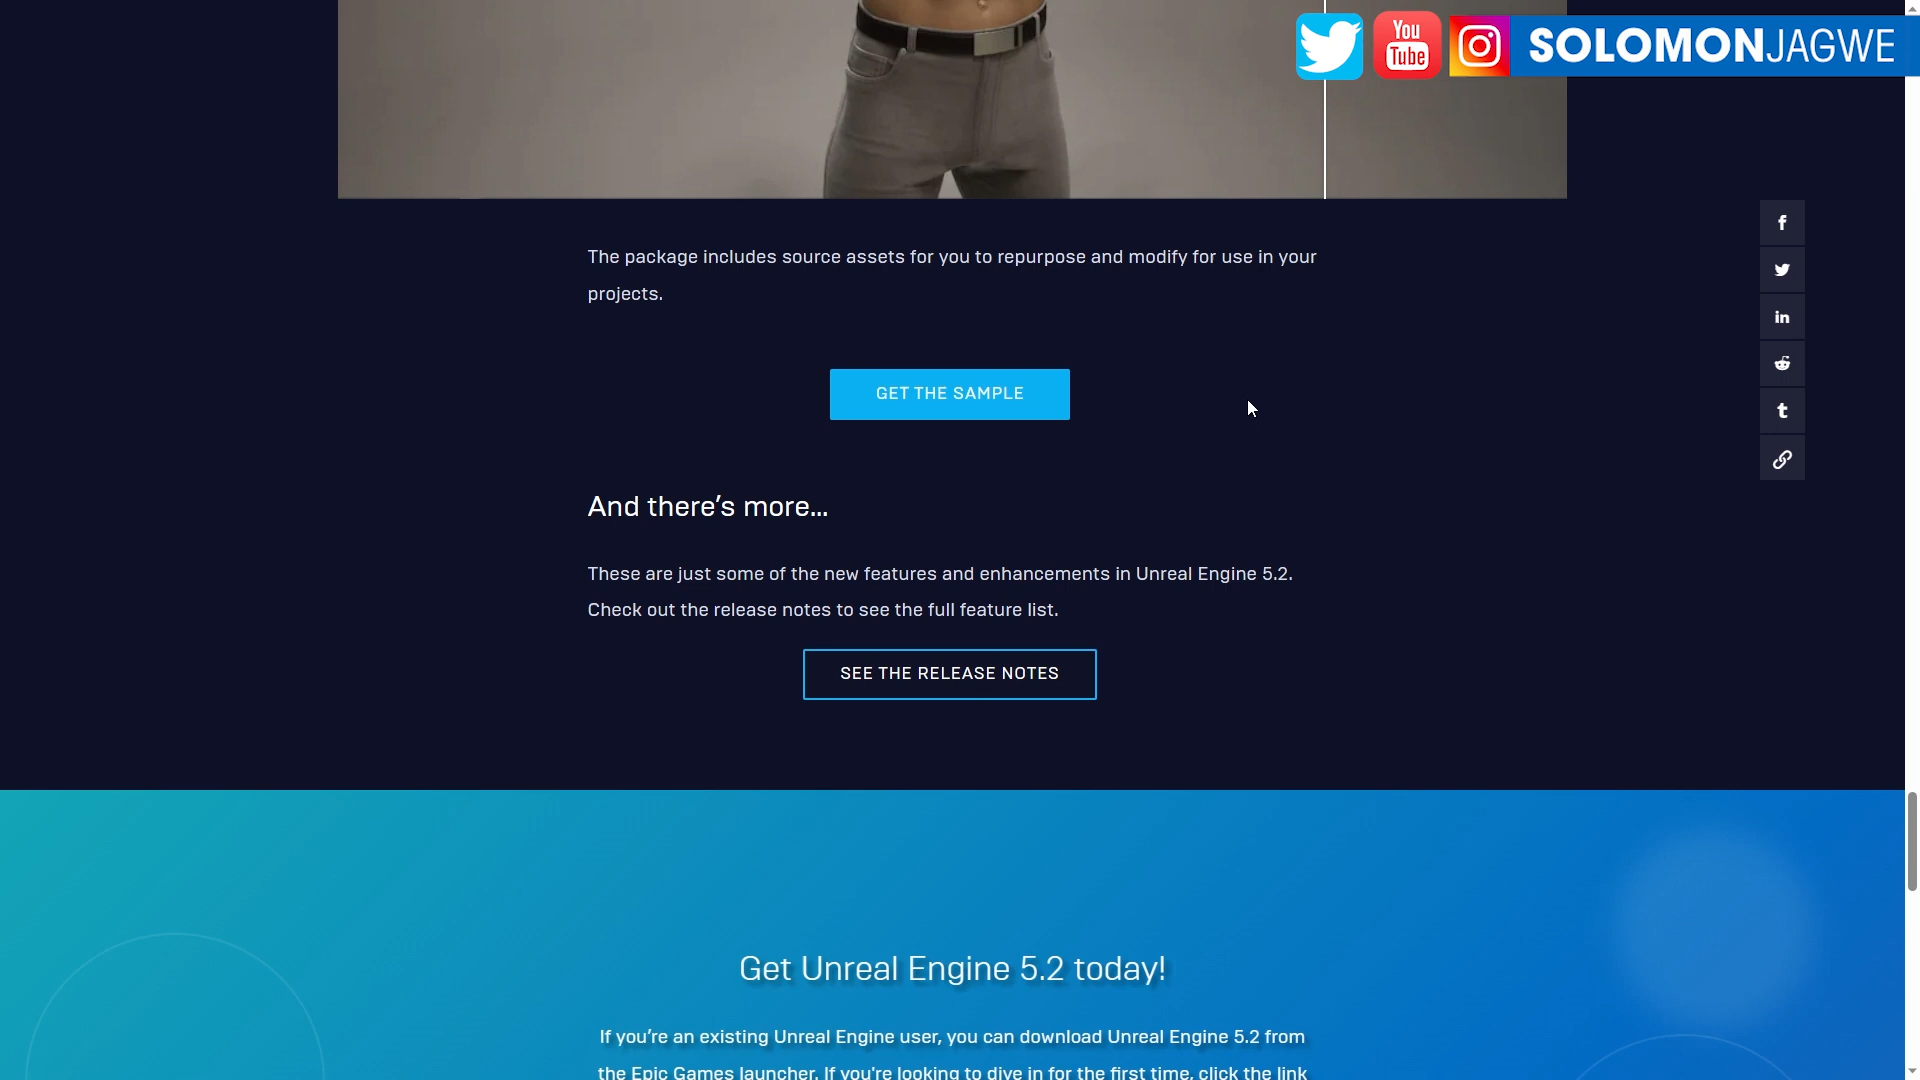 You
Tube
SOLOMONJAGWE
The package includes source assets for you to repurpose and modify for use in your
projects.
GET THE SAMPLE
And there’s more...
These are just some of the new features and enhancements in Unreal Engine 5.2.
Check out the release notes to see the full feature list.
SEE THE RELEASE NOTES
Get Unreal Engine 5.2 today!
If you’re an existing Unreal Engine user, you can download Unreal Engine 5.2 from
the Epic Games launcher. If you're looking to dive in for the first time, click the link